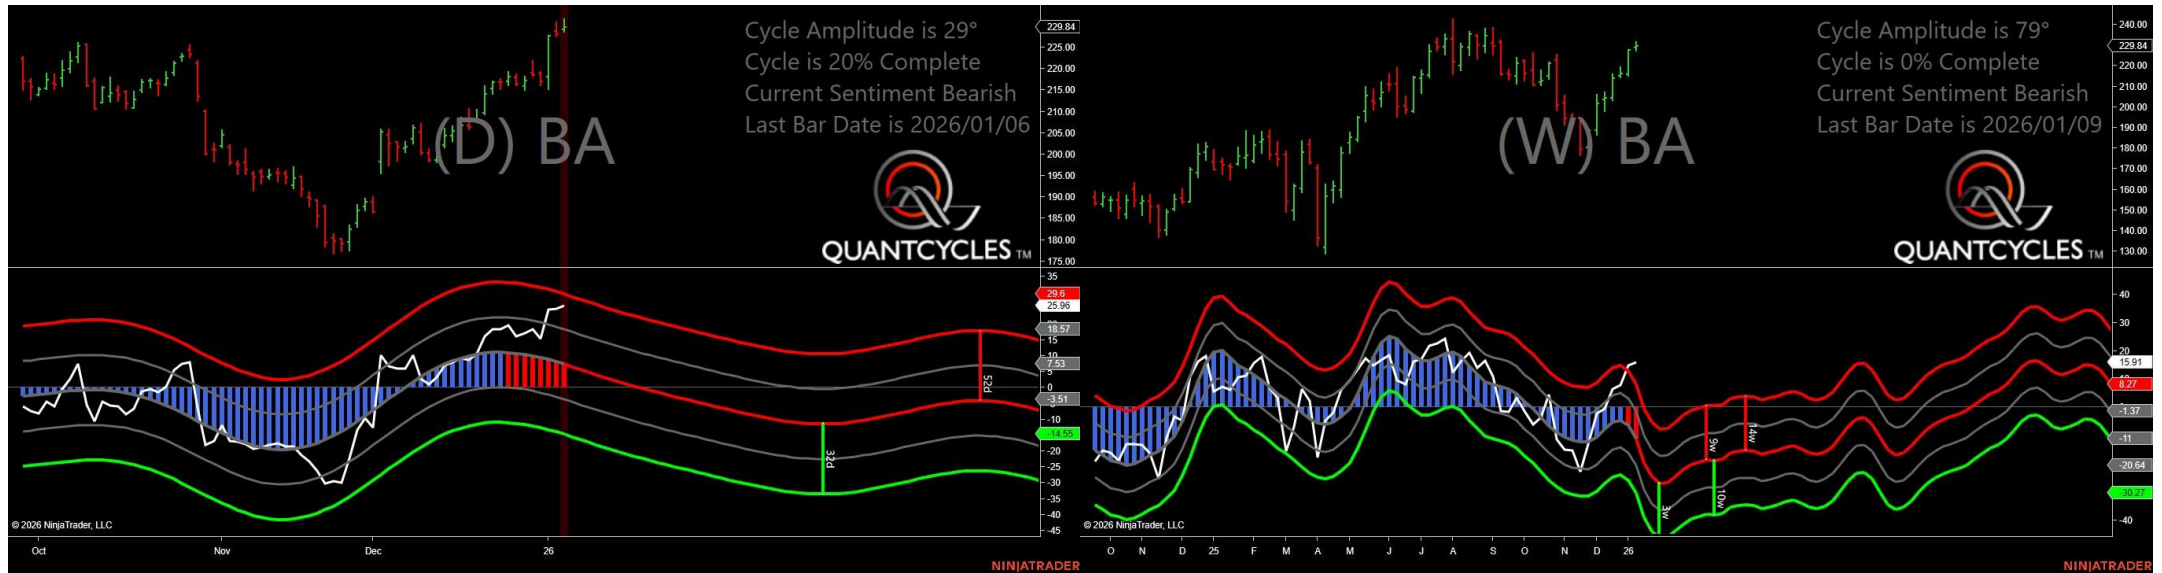 Cycle Amplitude is 29°
Cycle is 20% Complete
Current Sentiment Bearish
Last Bar Date is 2026/01/06
(D) BA
QUANTCYCLES TM
229.84
225.00
220.00
215.00
210.00
205.00
200.00
195.00
190.00
185.00
180.00
175.00
35
29.6
25.96
18.57
15
10
7.53
5
0
-3.51
-10
-14.55
-20
-25
-30
-35
-40
-45
52d
32d
© 2026 NinjaTrader, LLC
Oct
Nov
Dec
26
NINJATRADER
Cycle Amplitude is 79°
Cycle is 0% Complete
Current Sentiment Bearish
Last Bar Date is 2026/01/09
(W) BA
QUANTCYCLES TM
240.00
229.84
220.00
210.00
200.00
190.00
180.00
170.00
160.00
150.00
140.00
130.00
40
30
20
15.91
8.27
-1.37
-11
-20.64
-30.27
-40
9w
14w
10w
3w
© 2026 NinjaTrader, LLC
O N D 25 F M A M J J A S O N D 26
NINJATRADER